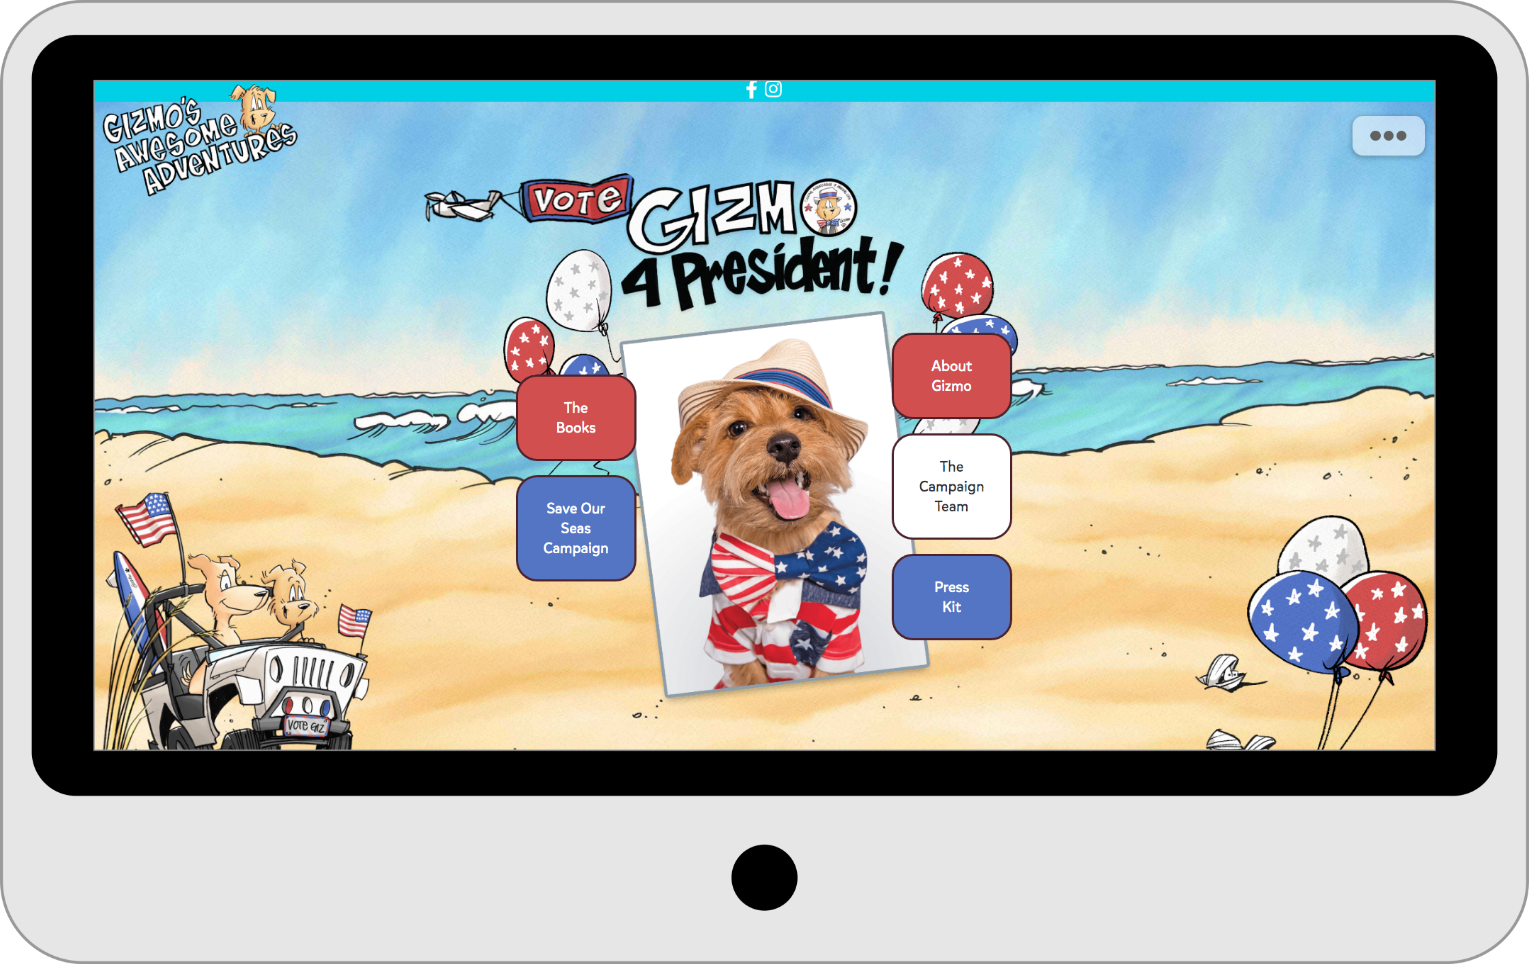 GIZMO'S
AWESOME
ADVENTURES
VOTE
GIZMO
4 President!
The
Books
Save Our
Seas
Campaign
About
Gizmo
The
Campaign
Team
Press
Kit
VOTE GIZ